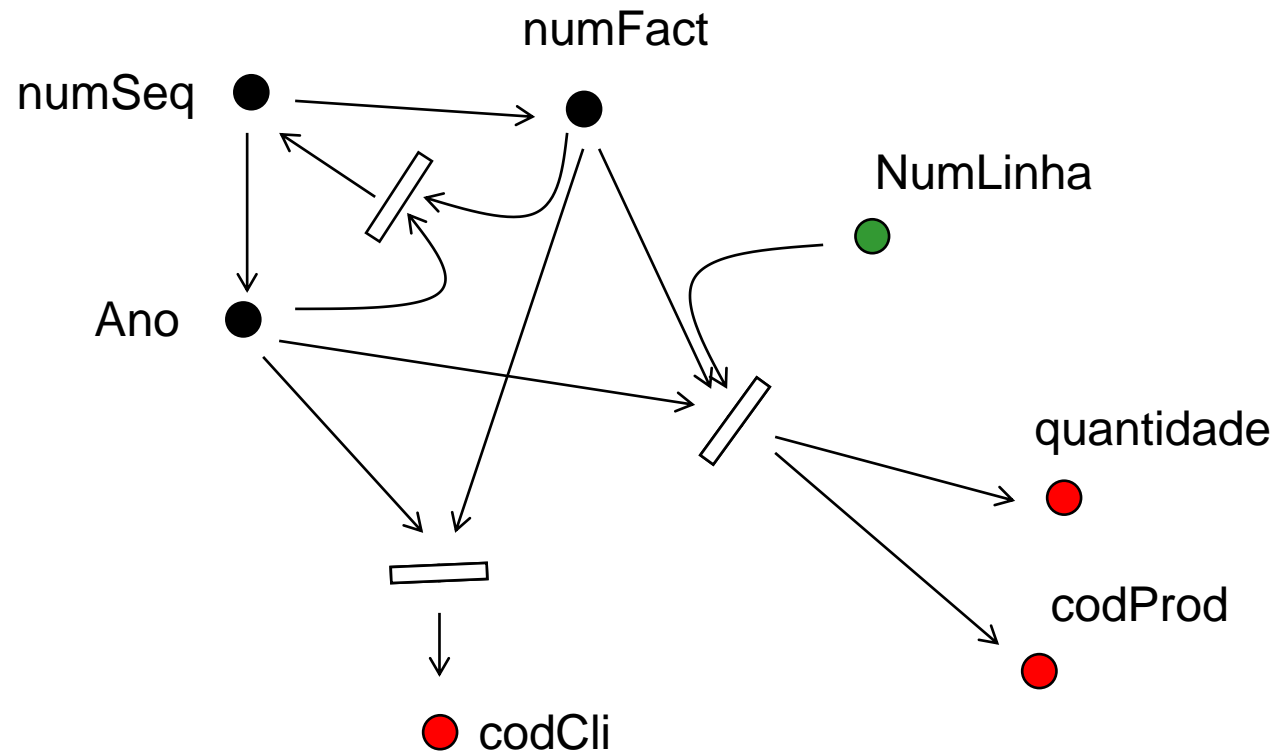 numFact
numSeq
NumLinha
Ano
quantidade
codProd
codCli